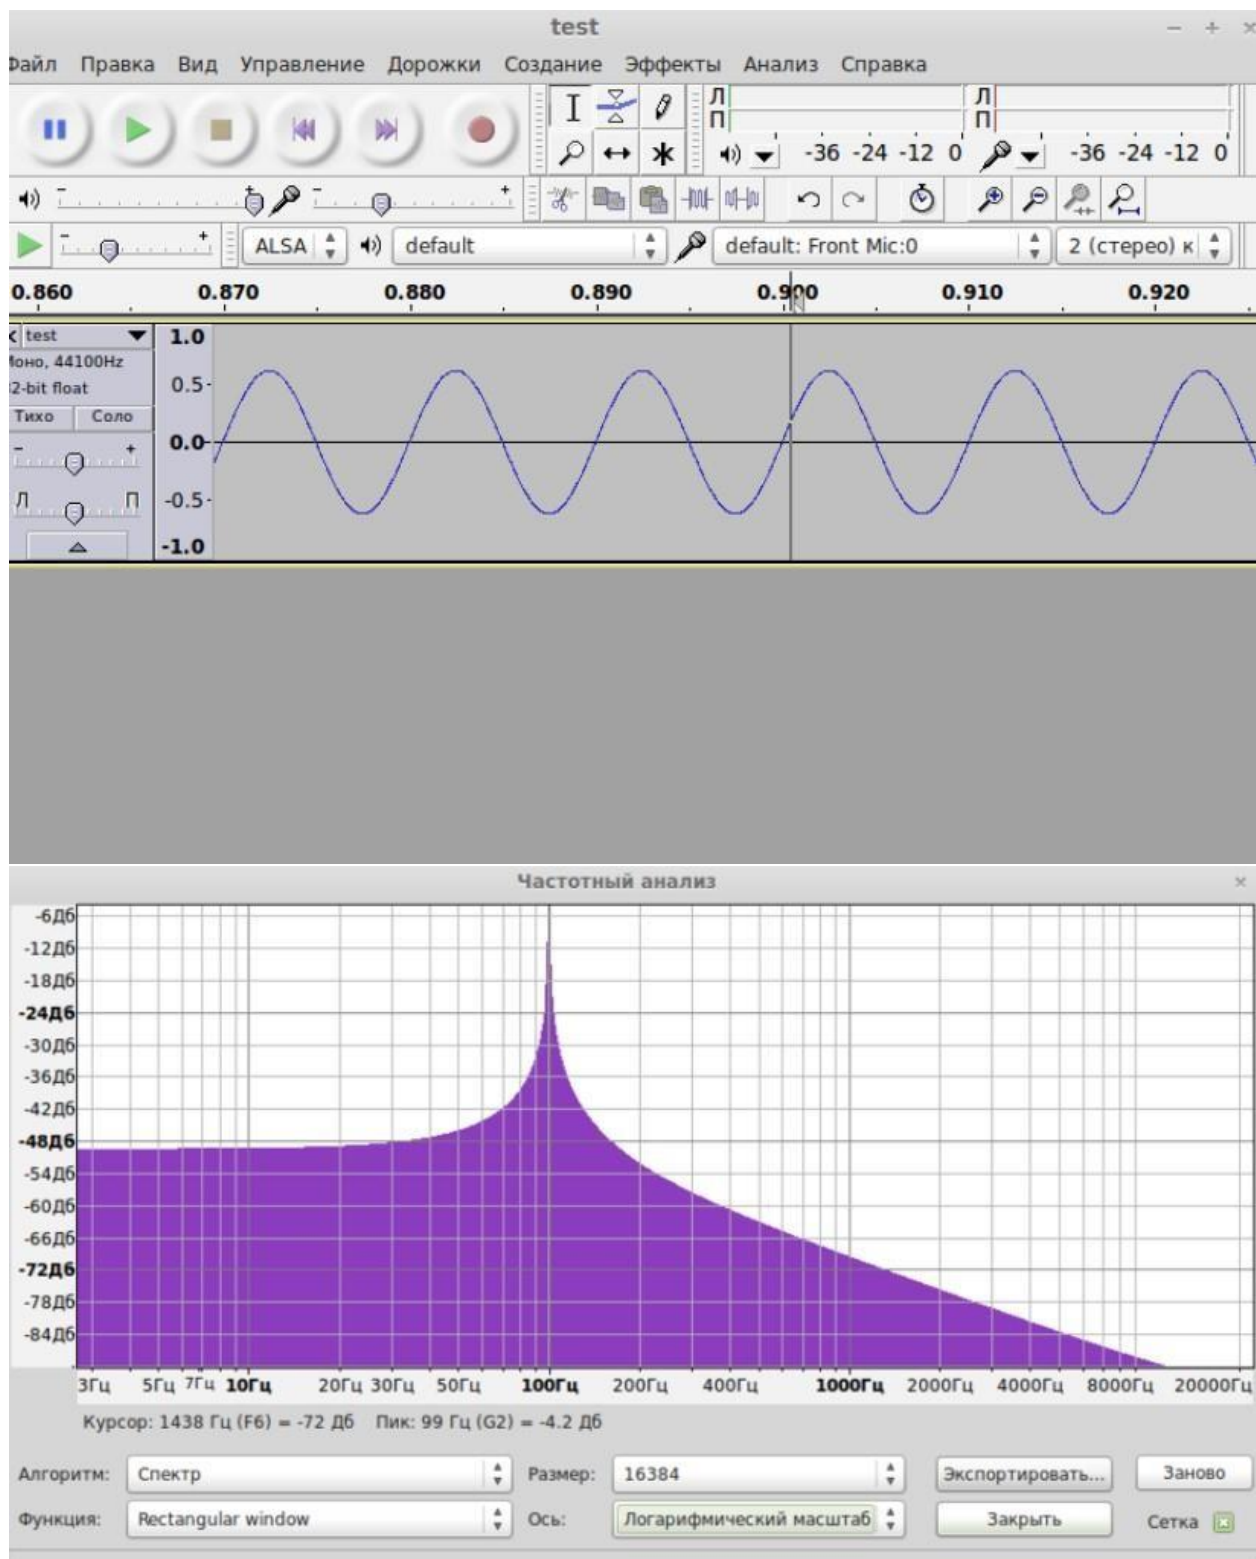 test
Файл Правка Вид Управление Дорожки Создание Эффекты Анализ Справка
Л
П
-36 -24 -12 0
Л
П
-36 -24 -12 0
ALSA default default: Front Mic:0 2 (стерео) к
0.860 0.870 0.880 0.890 0.900 0.910 0.920
test
Моно, 44100Hz
32-bit float
Тихо Соло
- +
Л П
1.0
0.5
0.0
-0.5
-1.0
Частотный анализ
-6Дб
-12Дб
-18Дб
-24Дб
-30Дб
-36Дб
-42Дб
-48Дб
-54Дб
-60Дб
-66Дб
-72Дб
-78Дб
-84Дб
3Гц 5Гц 7Гц 10Гц 20Гц 30Гц 50Гц 100Гц 200Гц 400Гц 1000Гц 2000Гц 4000Гц 8000Гц 20000Гц
Курсор: 1438 Гц (F6) = -72 Дб Пик: 99 Гц (G2) = -4.2 Дб
Алгоритм: Спектр Размер: 16384 Экспортировать... Заново
Функция: Rectangular window Ось: Логарифмический масштаб Закрыть Сетка